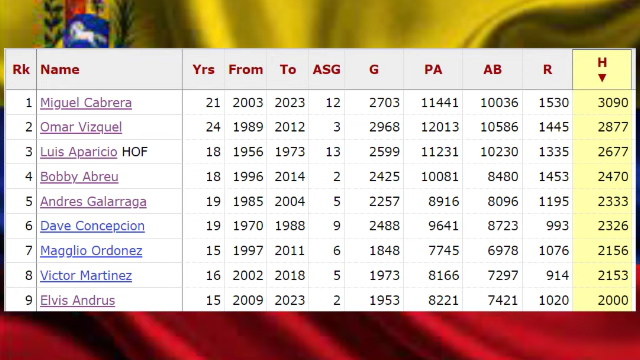 Rk Name Yrs From To ASG G PA AB R H ▼
1 Miguel Cabrera 21 2003 2023 12 2703 11441 10036 1530 3090
2 Omar Vizquel 24 1989 2012 3 2968 12013 10586 1445 2877
3 Luis Aparicio HOF 18 1956 1973 13 2599 11231 10230 1335 2677
4 Bobby Abreu 18 1996 2014 2 2425 10081 8480 1453 2470
5 Andres Galarraga 19 1985 2004 5 2257 8916 8096 1195 2333
6 Dave Concepcion 19 1970 1988 9 2488 9641 8723 993 2326
7 Magglio Ordonez 15 1997 2011 6 1848 7745 6978 1076 2156
8 Victor Martinez 16 2002 2018 5 1973 8166 7297 914 2153
9 Elvis Andrus 15 2009 2023 2 1953 8221 7421 1020 2000